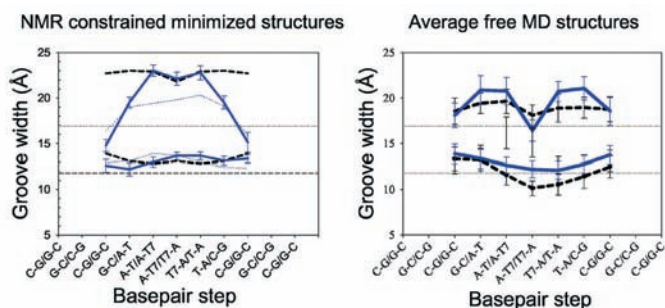 NMR constrained minimized structures
Groove width (Å)
25
20
15
10
5
C-G/G-C
G-C/C-G
C-G/G-C
G-C/A-T
A-T/A-T7
A-T7/T7-A
T7-A/T-A
T-A/C-G
C-G/G-C
G-C/C-G
C-G/G-C
Basepair step
Average free MD structures
Groove width (Å)
25
20
15
10
5
C-G/G-C
G-C/C-G
C-G/G-C
G-C/A-T
A-T/A-T7
A-T7/T7-A
T7-A/T-A
T-A/C-G
C-G/G-C
G-C/C-G
C-G/G-C
Basepair step